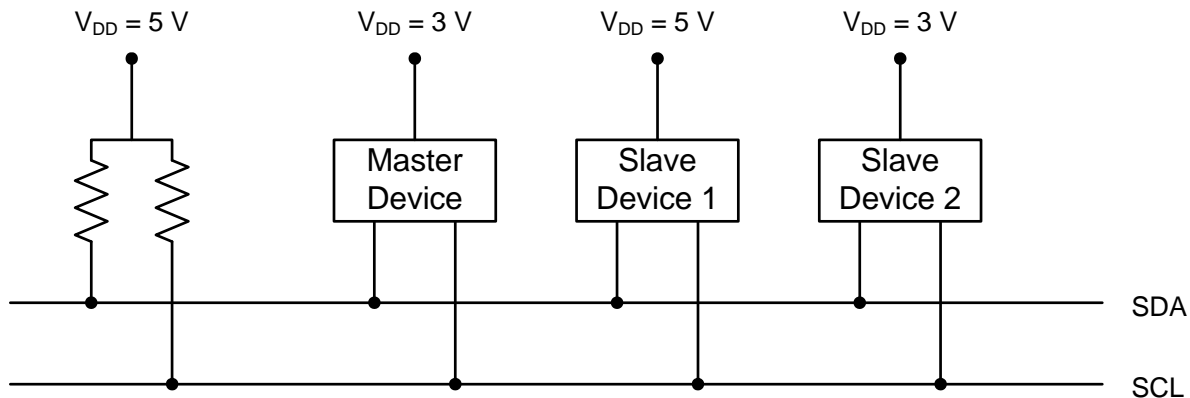 V_DD = 5 V
V_DD = 3 V
V_DD = 5 V
V_DD = 3 V
Master
Device
Slave
Device 1
Slave
Device 2
SDA
SCL